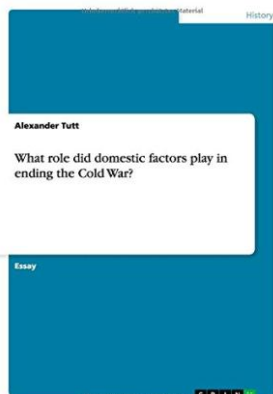 History
Alexander Tutt
What role did domestic factors play in
ending the Cold War?
Essay